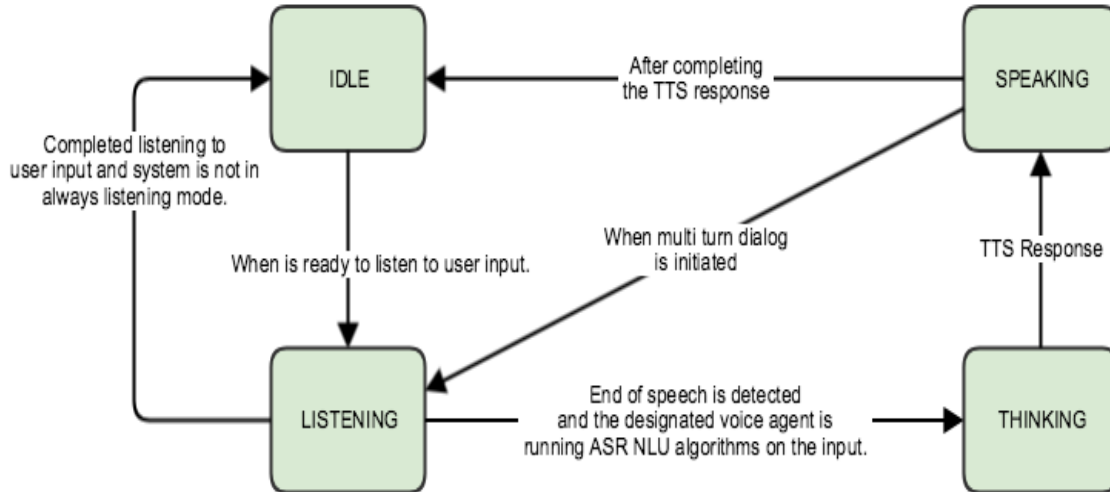 IDLE
SPEAKING
After completing
the TTS response
Completed listening to
user input and system is not in
always listening mode.
When is ready to listen to user input.
When multi turn dialog
is initiated
TTS Response
LISTENING
End of speech is detected
and the designated voice agent is
running ASR NLU algorithms on the input.
THINKING